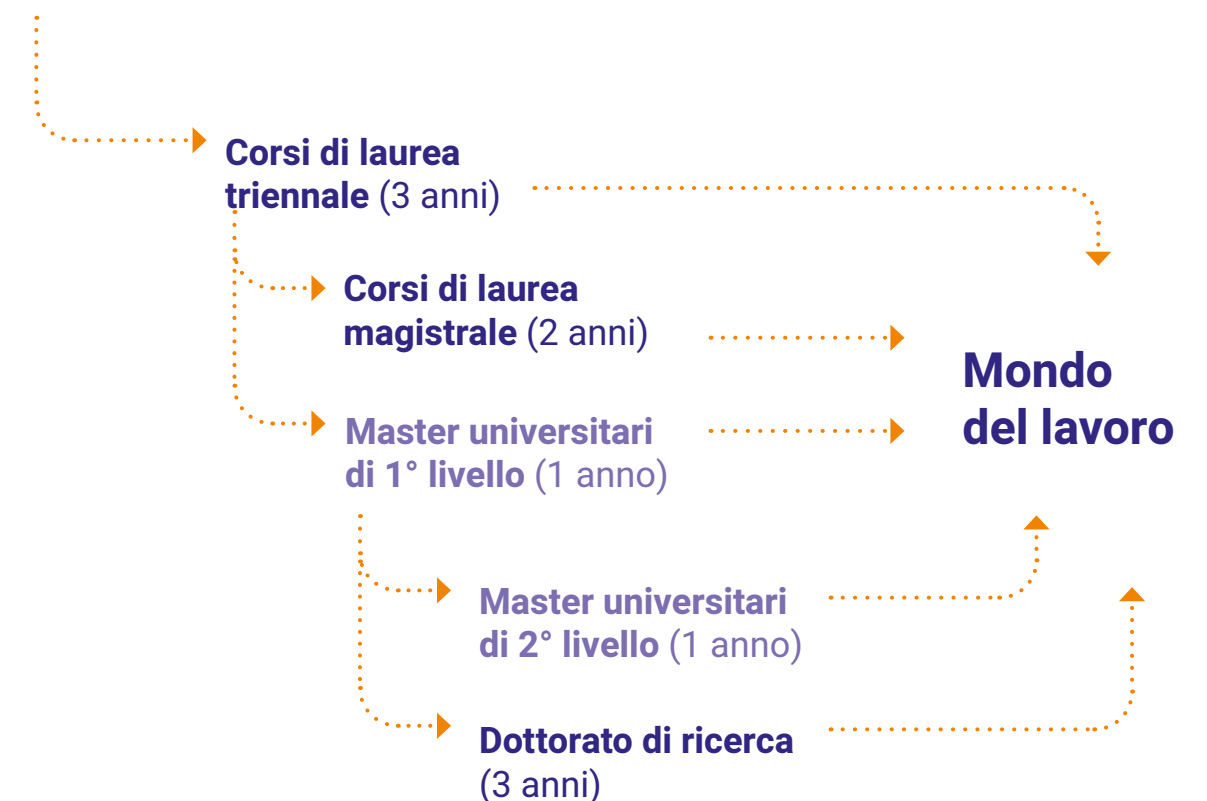 Corsi di laurea
triennale (3 anni)
Corsi di laurea
magistrale (2 anni)
Mondo
del lavoro
Master universitari
di 1° livello (1 anno)
Master universitari
di 2° livello (1 anno)
Dottorato di ricerca
(3 anni)